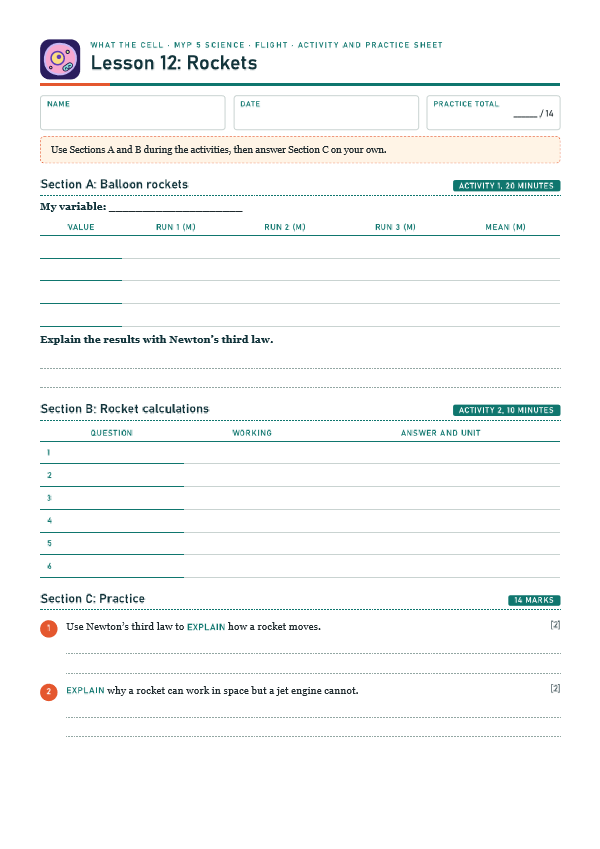 WHAT THE CELL · MYP 5 SCIENCE · FLIGHT · ACTIVITY AND PRACTICE SHEET
Lesson 12: Rockets
NAME DATE PRACTICE TOTAL
_____ / 14
Use Sections A and B during the activities, then answer Section C on your own.
Section A: Balloon rockets ACTIVITY 1, 20 MINUTES
My variable: ______________________
VALUE RUN 1 (M) RUN 2 (M) RUN 3 (M) MEAN (M)
Explain the results with Newton's third law.
Section B: Rocket calculations ACTIVITY 2, 10 MINUTES
QUESTION WORKING ANSWER AND UNIT
1
2
3
4
5
6
Section C: Practice 14 MARKS
1 Use Newton's third law to EXPLAIN how a rocket moves. [2]
2 EXPLAIN why a rocket can work in space but a jet engine cannot. [2]